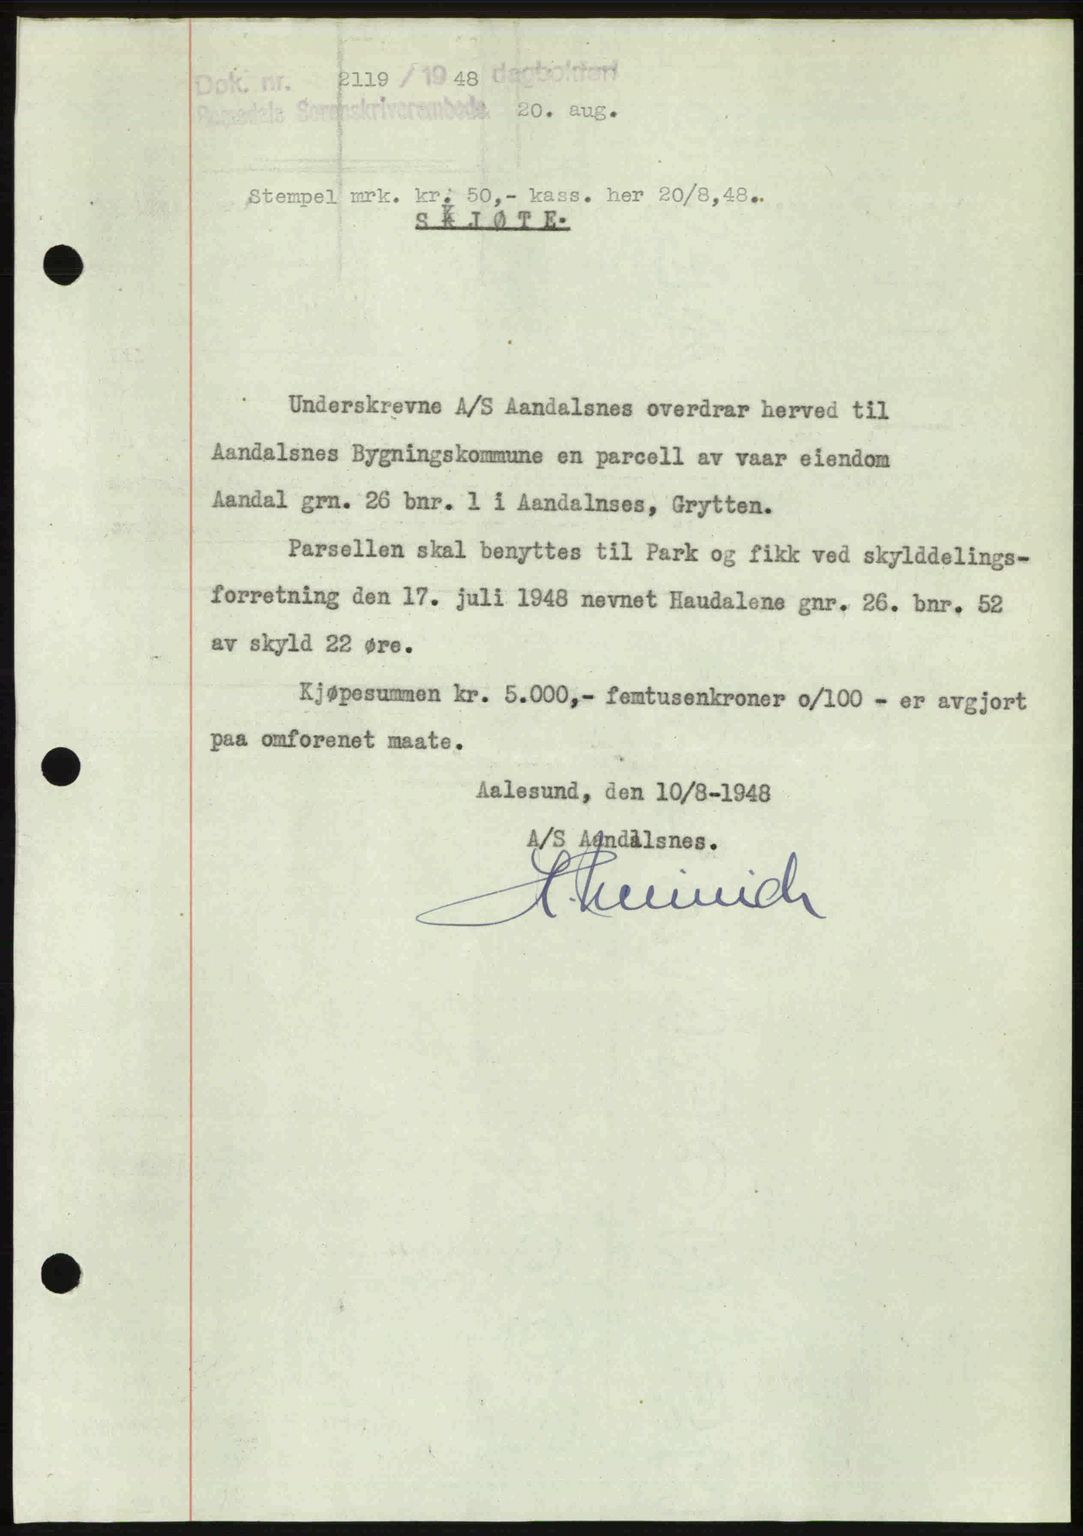 Dok. nr. 2119 / 19 48 dagbokført
Romsdals Sorenskriverembede 20. aug.
Stempel mrk. kr. 50,- kass. her 20/8,48..
S K J Ø T E.
Underskrevne A/S Aandalsnes overdrar herved til
Aandalsnes Bygningskommune en parcell av vaar eiendom
Aandal grn. 26 bnr. 1 i Aandalnses, Grytten.
Parsellen skal benyttes til Park og fikk ved skylddelings-
forretning den 17. juli 1948 nevnet Haudalene gnr. 26. bnr. 52
av skyld 22 øre.
Kjøpesummen kr. 5.000,- femtusenkroner o/100 - er avgjort
paa omforenet maate.
Aalesund, den 10/8-1948
A/S Aandalsnes.